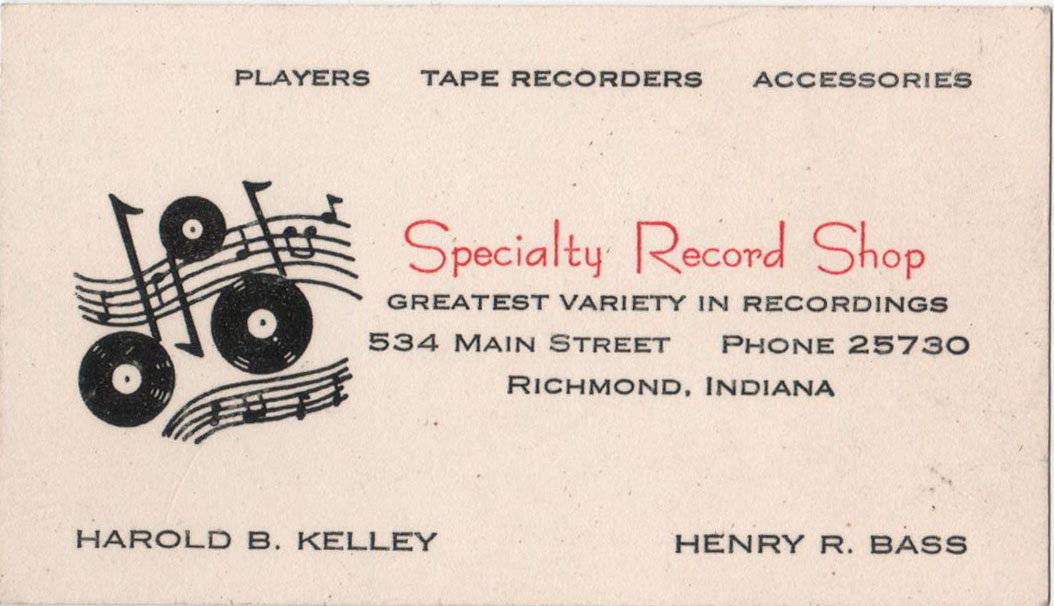 PLAYERS TAPE RECORDERS ACCESSORIES
Specialty Record Shop
GREATEST VARIETY IN RECORDINGS
534 MAIN STREET PHONE 25730
RICHMOND, INDIANA
HAROLD B. KELLEY HENRY R. BASS